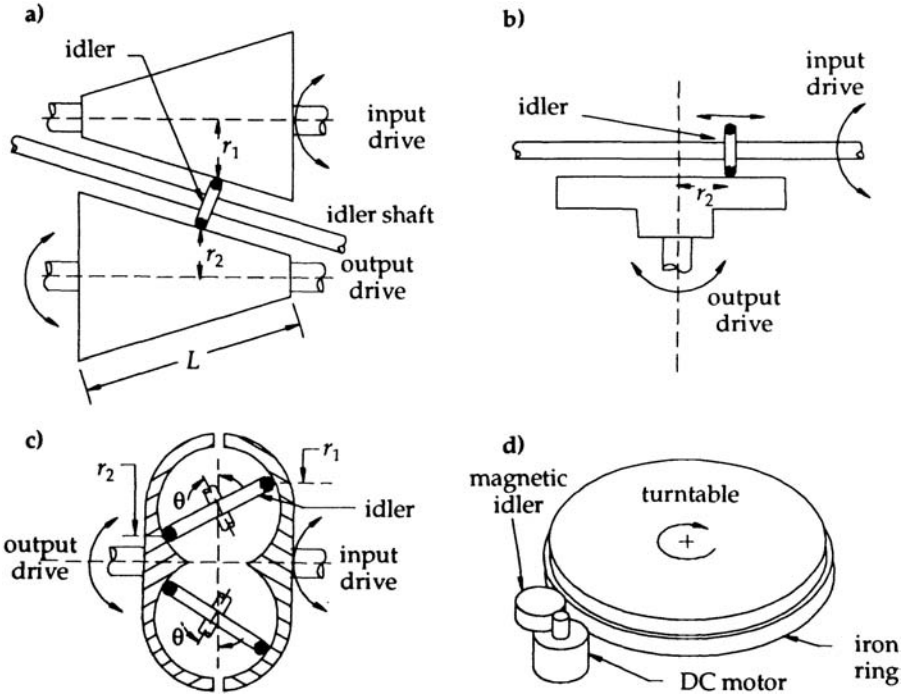 a)
idler
input
drive
r₁
idler shaft
r₂
output
drive
L
b)
input
drive
idler
r₂
output
drive
c)
r₂
r₁
θ
idler
output
drive
input
drive
θ
d)
magnetic
idler
turntable
+
iron
ring
DC motor